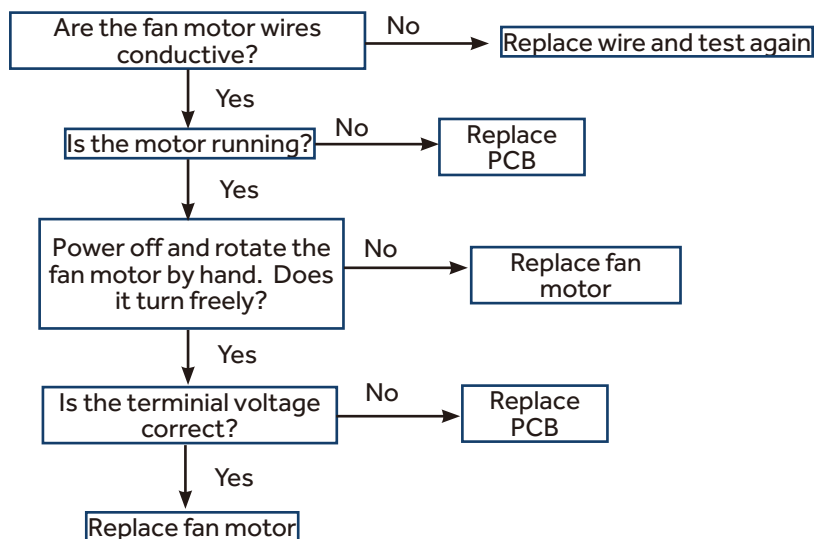 Are the fan motor wires
conductive?
No
Replace wire and test again
Yes
Is the motor running?
No
Replace
PCB
Yes
Power off and rotate the
fan motor by hand. Does
it turn freely?
No
Replace fan
motor
Yes
Is the terminial voltage
correct?
No
Replace
PCB
Yes
Replace fan motor